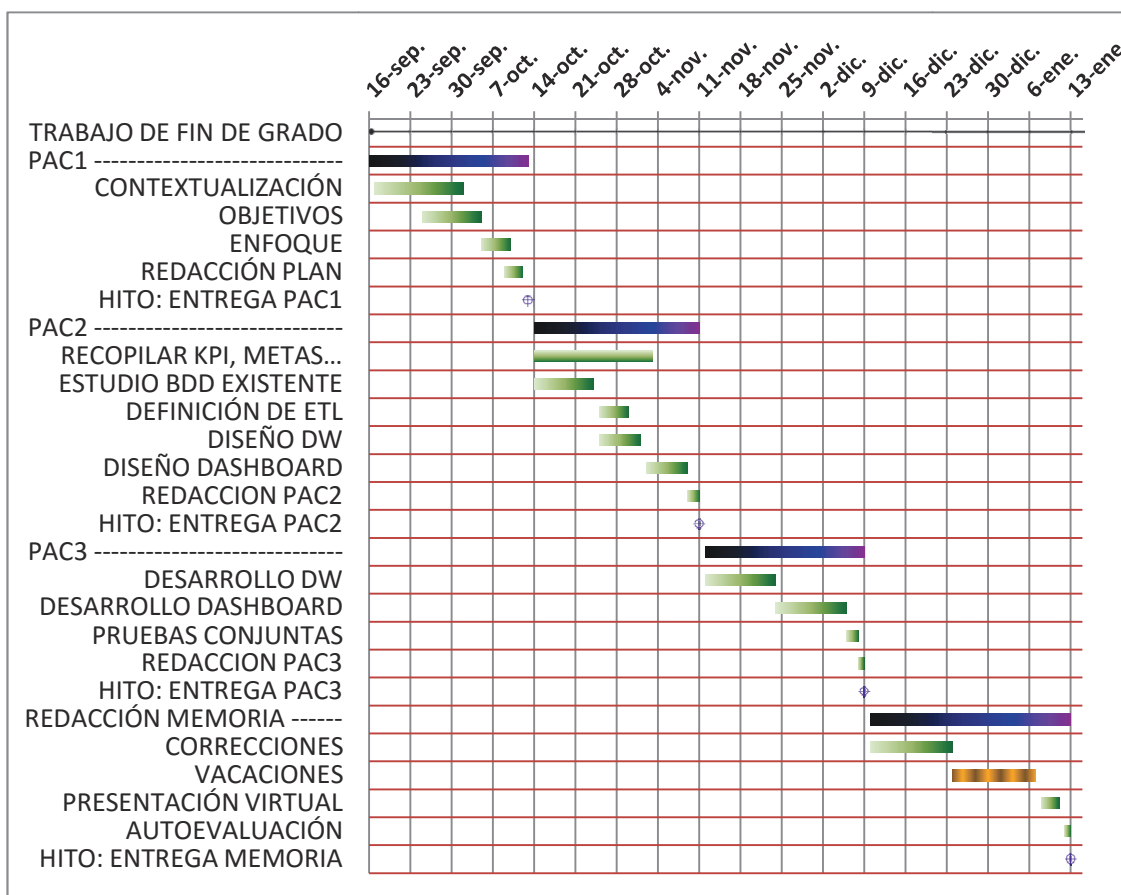 16-sep.
23-sep.
30-sep.
7-oct.
14-oct.
21-oct.
28-oct.
4-nov.
11-nov.
18-nov.
25-nov.
2-dic.
9-dic.
16-dic.
23-dic.
30-dic.
6-ene.
13-ene
TRABAJO DE FIN DE GRADO
PAC1 -----------------------------
CONTEXTUALIZACIÓN
OBJETIVOS
ENFOQUE
REDACCIÓN PLAN
HITO: ENTREGA PAC1
PAC2 -----------------------------
RECOPILAR KPI, METAS...
ESTUDIO BDD EXISTENTE
DEFINICIÓN DE ETL
DISEÑO DW
DISEÑO DASHBOARD
REDACCION PAC2
HITO: ENTREGA PAC2
PAC3 -----------------------------
DESARROLLO DW
DESARROLLO DASHBOARD
PRUEBAS CONJUNTAS
REDACCION PAC3
HITO: ENTREGA PAC3
REDACCIÓN MEMORIA ------
CORRECCIONES
VACACIONES
PRESENTACIÓN VIRTUAL
AUTOEVALUACIÓN
HITO: ENTREGA MEMORIA